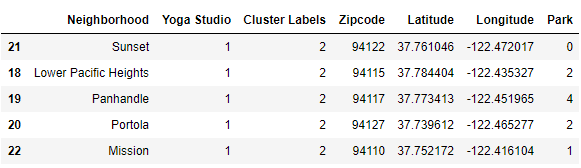 Neighborhood Yoga Studio Cluster Labels Zipcode Latitude Longitude Park
21 Sunset 1 2 94122 37.761046 -122.472017 0
18 Lower Pacific Heights 1 2 94115 37.784404 -122.435327 2
19 Panhandle 1 2 94117 37.773413 -122.451965 4
20 Portola 1 2 94127 37.739612 -122.465277 2
22 Mission 1 2 94110 37.752172 -122.416104 1